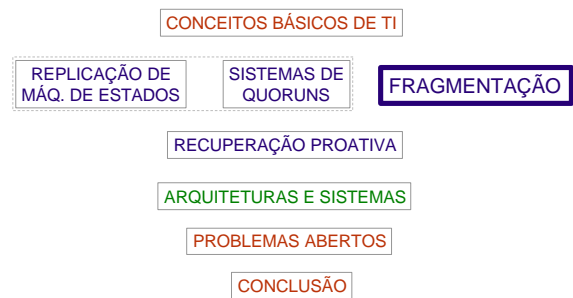 CONCEITOS BÁSICOS DE TI
REPLICAÇÃO DE
MÁQ. DE ESTADOS
SISTEMAS DE
QUORUNS
FRAGMENTAÇÃO
RECUPERAÇÃO PROATIVA
ARQUITETURAS E SISTEMAS
PROBLEMAS ABERTOS
CONCLUSÃO